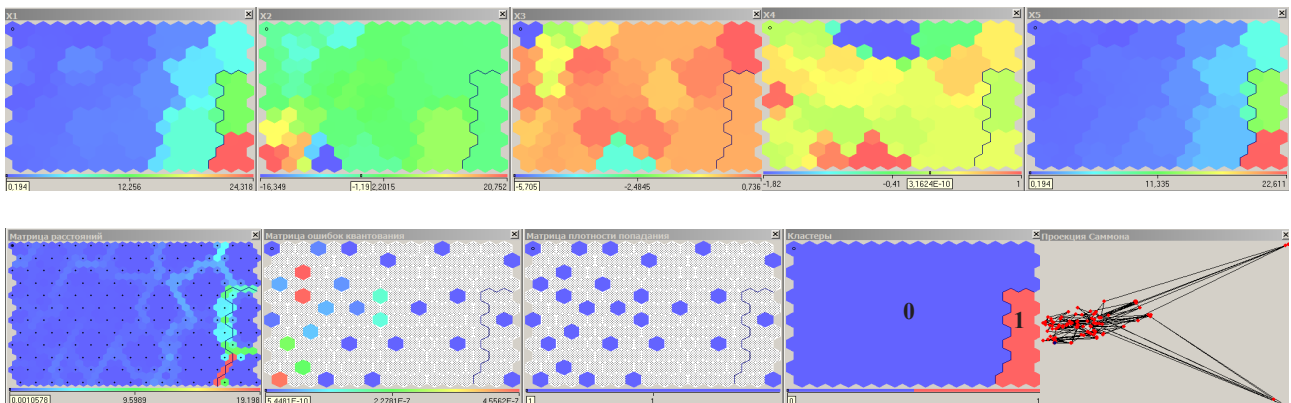 X1
X2
X3
X4
X5
0,194 12,256 24,318
-16,349 -1,19 2,2015 20,752
-5,705 -2,4845 0,736
-1,82 -0,41 3,1624E-10 1
0,194 11,335 22,611
Матрица расстояний
Матрица ошибок квантования
Матрица плотности попадания
Кластеры
Проекция Саммона
0
1
0,0010578 9,5989 19,198
5,4481E-10 2,2781E-7 4,5562E-7
1 1
0 1